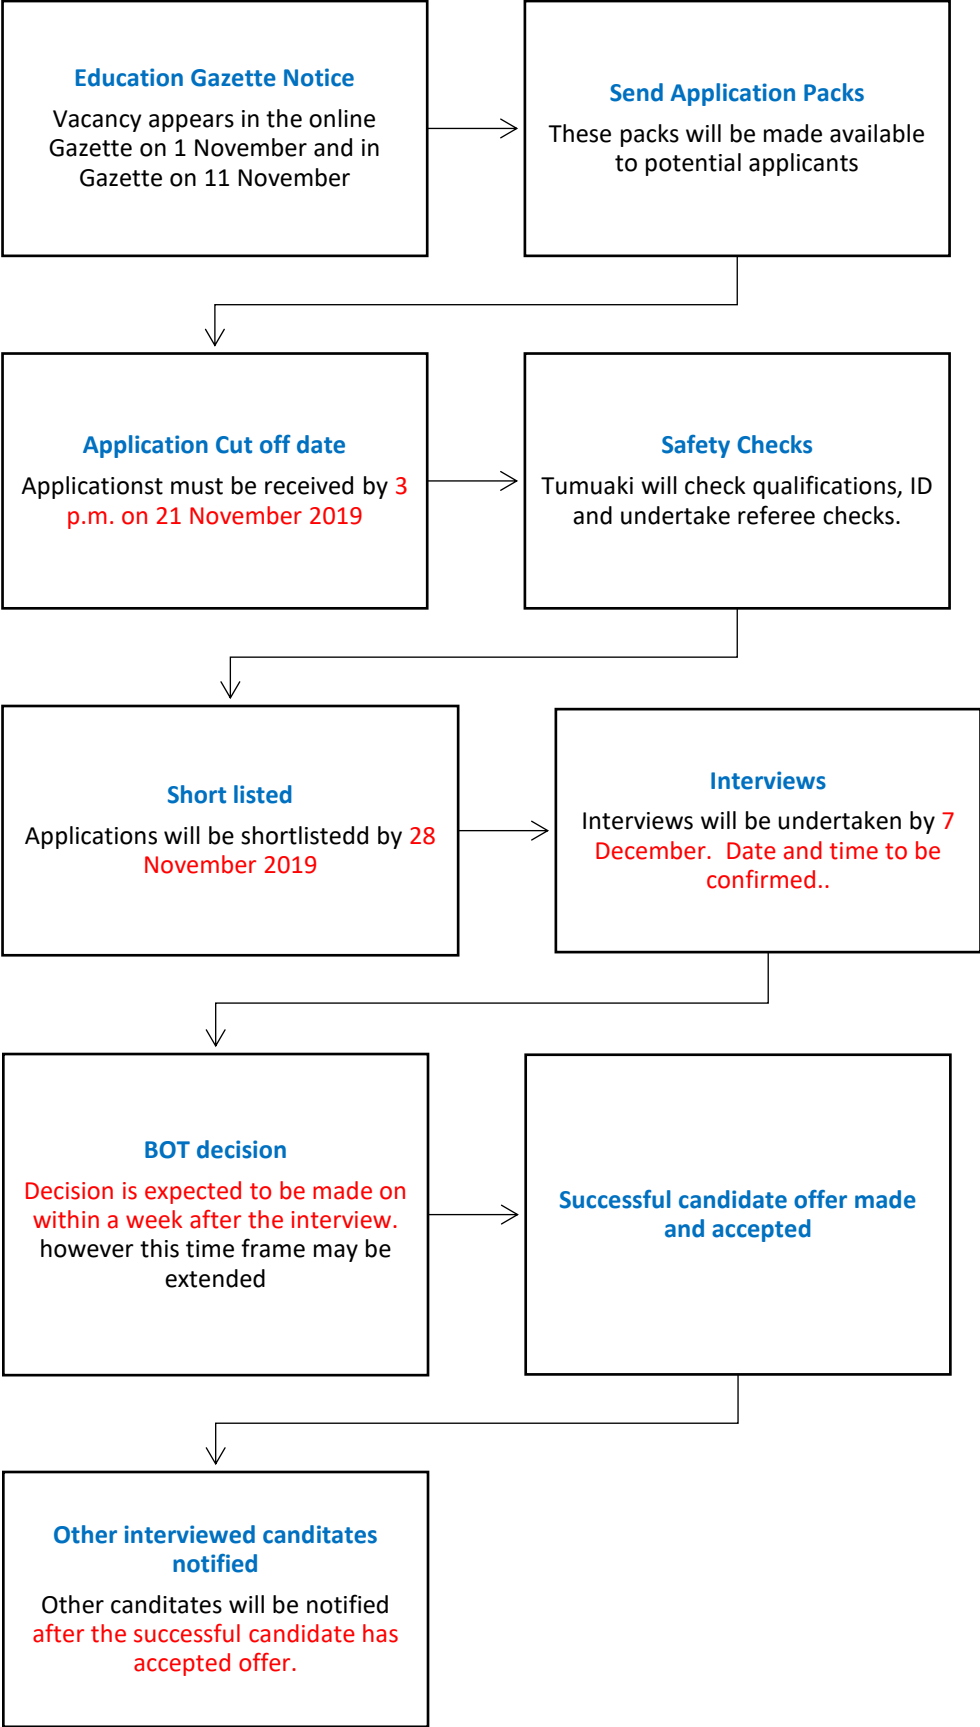 Education Gazette Notice
Vacancy appears in the online
Gazette on 1 November and in
Gazette on 11 November
Send Application Packs
These packs will be made available
to potential applicants
Application Cut off date
Applicationst must be received by 3
p.m. on 21 November 2019
Safety Checks
Tumuaki will check qualifications, ID
and undertake referee checks.
Short listed
Applications will be shortlistedd by 28
November 2019
Interviews
Interviews will be undertaken by 7
December.  Date and time to be
confirmed..
BOT decision
Decision is expected to be made on
within a week after the interview.
however this time frame may be
extended
Successful candidate offer made
and accepted
Other interviewed canditates
notified
Other canditates will be notified
after the successful candidate has
accepted offer.